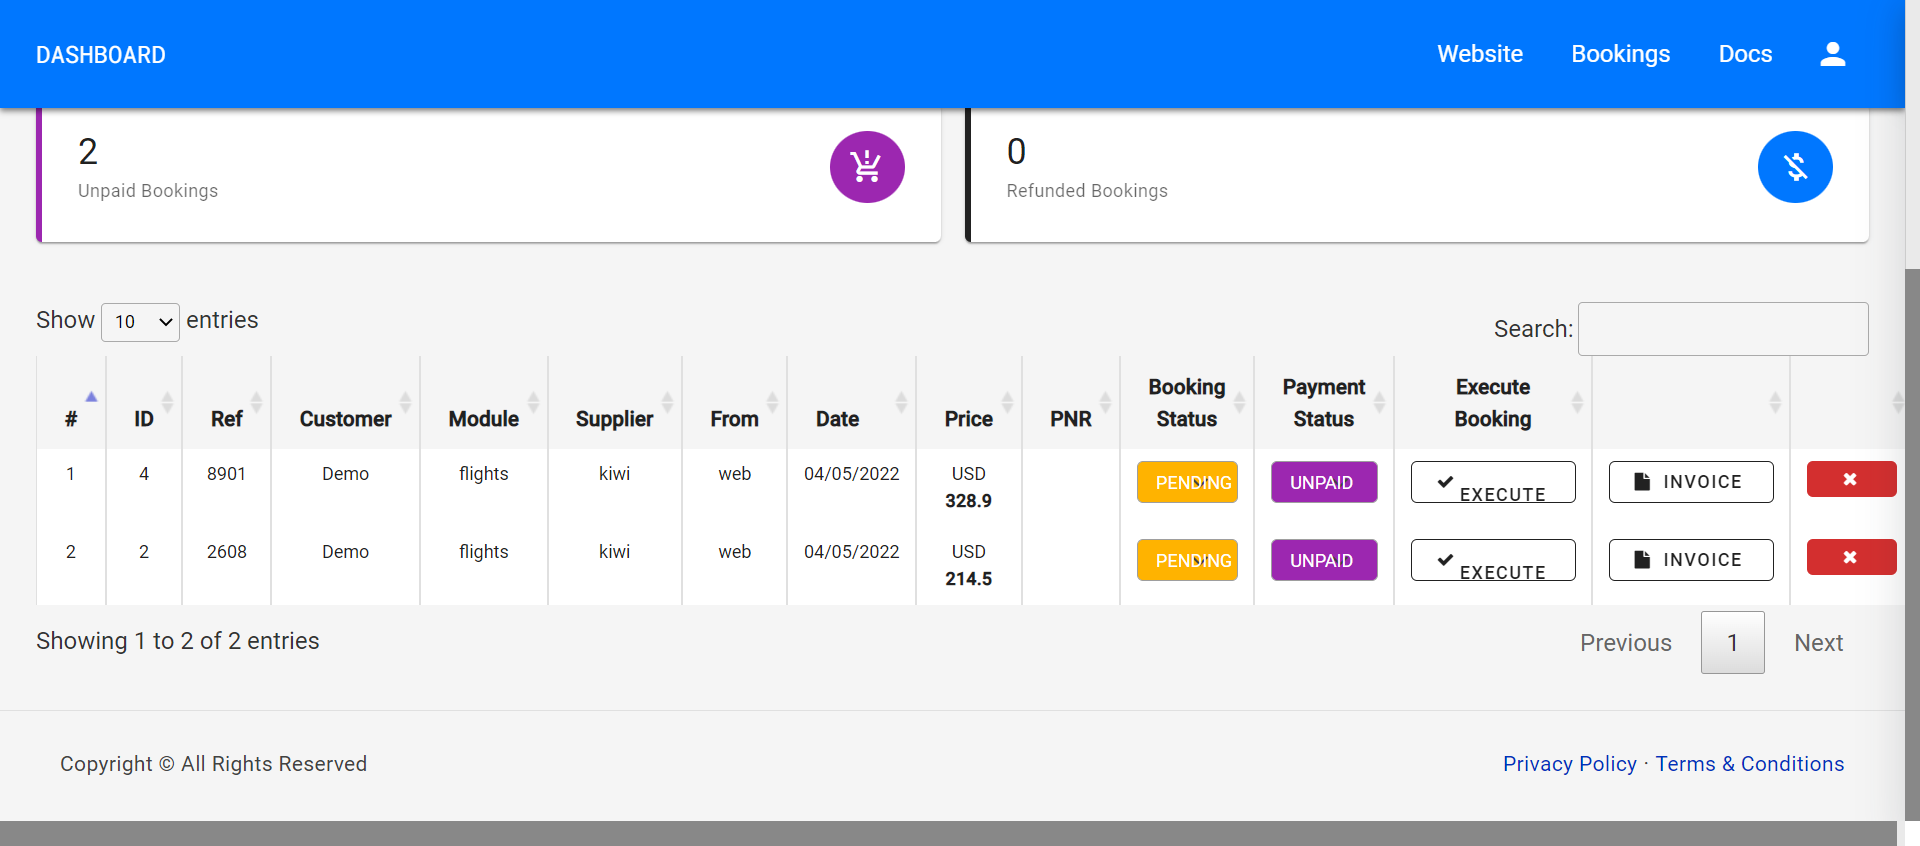 DASHBOARD Website Bookings Docs
2
Unpaid Bookings
0
Refunded Bookings
Show 10 entries
Search:
# ID Ref Customer Module Supplier From Date Price PNR Booking Status Payment Status Execute Booking
1 4 8901 Demo flights kiwi web 04/05/2022 USD 328.9 PENDING UNPAID EXECUTE INVOICE
2 2 2608 Demo flights kiwi web 04/05/2022 USD 214.5 PENDING UNPAID EXECUTE INVOICE
Showing 1 to 2 of 2 entries
Previous 1 Next
Copyright © All Rights Reserved
Privacy Policy · Terms & Conditions